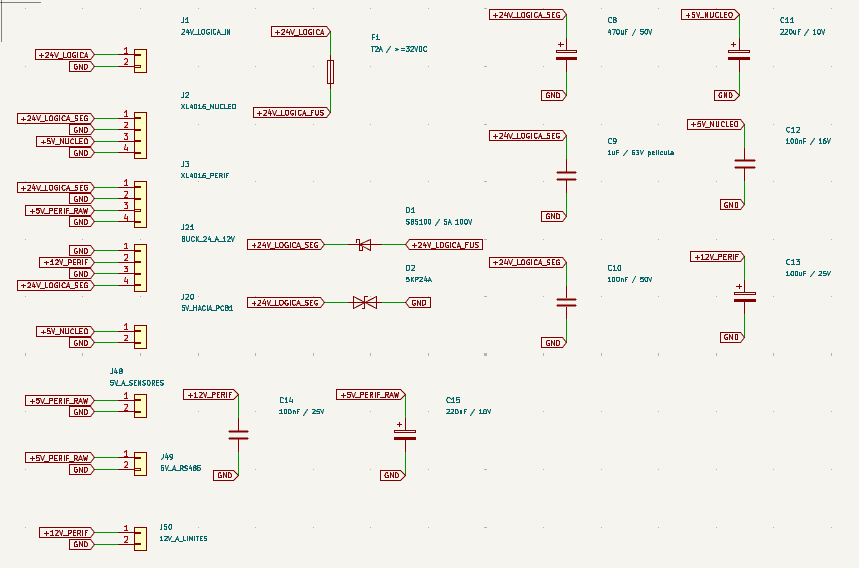 J1
24V_LOGICA_IN
+24V_LOGICA 1
GND 2
J2
XL4016_NUCLEO
+24V_LOGICA_SEG 1
GND 2
+5V_NUCLEO 3
GND 4
J3
XL4016_PERIF
+24V_LOGICA_SEG 1
GND 2
+5V_PERIF_RAW 3
GND 4
J21
BUCK_24_A_12V
GND 1
+12V_PERIF 2
GND 3
+24V_LOGICA_SEG 4
J20
5V_HACIA_PCB1
+5V_NUCLEO 1
GND 2
J48
5V_A_SENSORES
+5V_PERIF_RAW 1
GND 2
J49
5V_A_RS485
+5V_PERIF_RAW 1
GND 2
J50
12V_A_LIMITES
+12V_PERIF 1
GND 2
+24V_LOGICA
F1
T2A / >=32VDC
+24V_LOGICA_FUS
D1
SB5100 / 5A 100V
+24V_LOGICA_SEG
+24V_LOGICA_FUS
D2
5KP24A
+24V_LOGICA_SEG
GND
+24V_LOGICA_SEG
C8
470uF / 50V
+
GND
+24V_LOGICA_SEG
C9
1uF / 63V pelicula
GND
+24V_LOGICA_SEG
C10
100nF / 50V
GND
+5V_NUCLEO
C11
220uF / 10V
+
GND
+5V_NUCLEO
C12
100nF / 16V
GND
+12V_PERIF
C13
100uF / 25V
+
GND
+12V_PERIF
C14
100nF / 25V
GND
+5V_PERIF_RAW
C15
+
GND